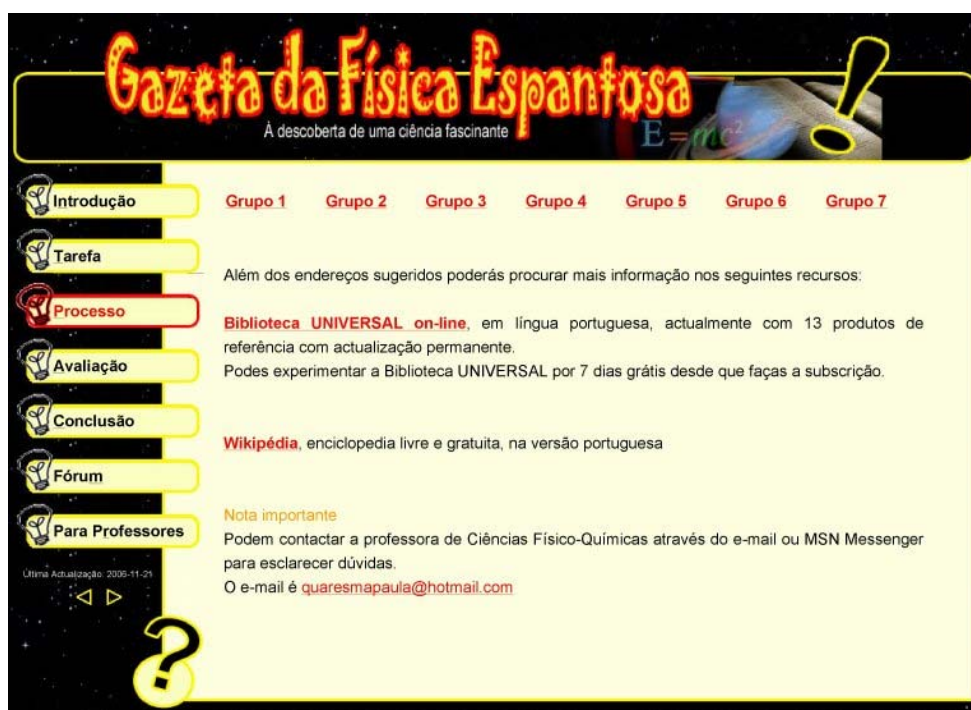 Gazeta da Física Espantosa
À descoberta de uma ciência fascinante
E=mc²
Introdução
Tarefa
Processo
Avaliação
Conclusão
Fórum
Para Professores
Última Actualização: 2006-11-21
Grupo 1 Grupo 2 Grupo 3 Grupo 4 Grupo 5 Grupo 6 Grupo 7
Além dos endereços sugeridos poderás procurar mais informação nos seguintes recursos:
Biblioteca UNIVERSAL on-line, em língua portuguesa, actualmente com 13 produtos de
referência com actualização permanente.
Podes experimentar a Biblioteca UNIVERSAL por 7 dias grátis desde que faças a subscrição.
Wikipédia, enciclopedia livre e gratuita, na versão portuguesa
Nota importante
Podem contactar a professora de Ciências Físico-Químicas através do e-mail ou MSN Messenger
para esclarecer dúvidas.
O e-mail é quaresmapaula@hotmail.com